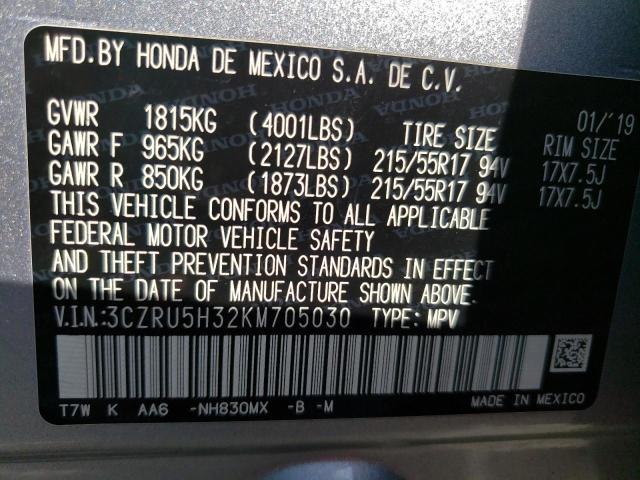 MFD.BY HONDA DE MEXICO S.A. DE C.V.
01/'19
GVWR 1815KG (4001LBS) TIRE SIZE RIM SIZE
GAWR F 965KG (2127LBS) 215/55R17 94V 17X7.5J
GAWR R 850KG (1873LBS) 215/55R17 94V 17X7.5J
THIS VEHICLE CONFORMS TO ALL APPLICABLE
FEDERAL MOTOR VEHICLE SAFETY
AND THEFT PREVENTION STANDARDS IN EFFECT
ON THE DATE OF MANUFACTURE SHOWN ABOVE.
V.I.N.:3CZRU5H32KM705030 TYPE: MPV
T7W K AA6 -NH830MX -B -M MADE IN MEXICO